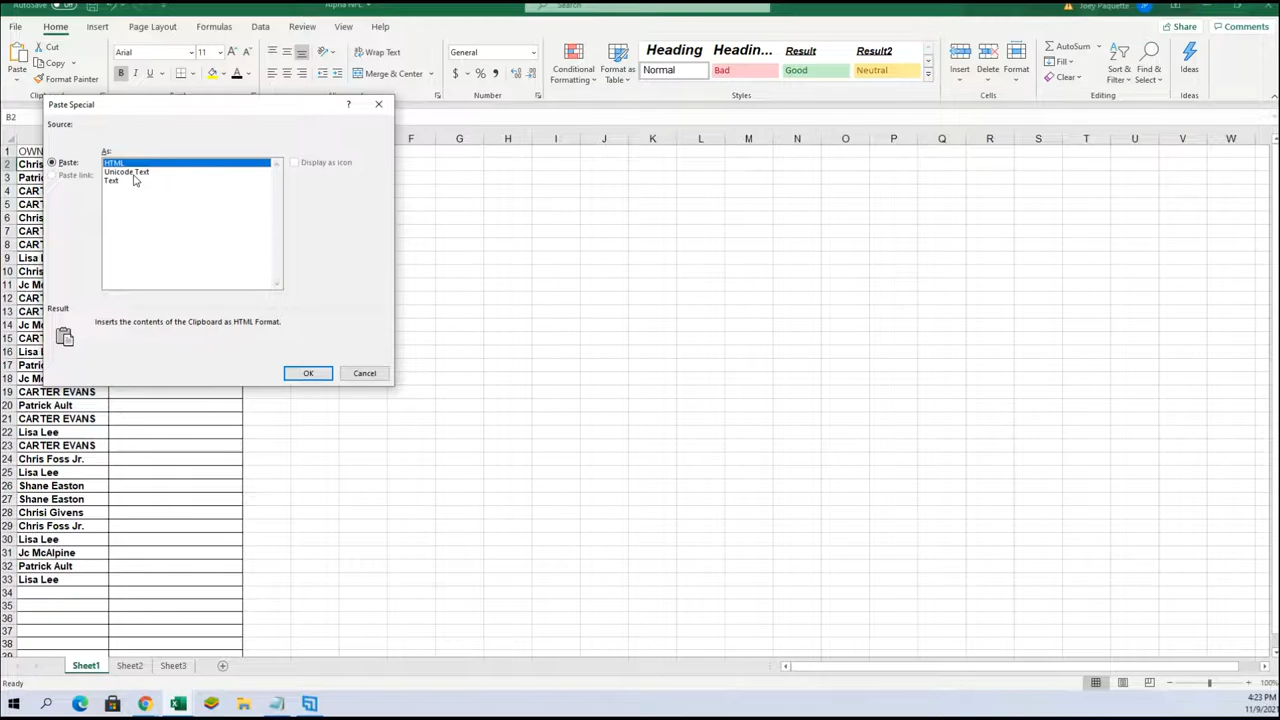 AutoSave
Alpha NFL
Search
Joey Paquette
JP
File Home Insert Page Layout Formulas Data Review View Help
Share Comments
Paste
Cut
Copy
Format Painter
Arial 11
B I U
Wrap Text
Merge & Center
General
$ % ,
Conditional Formatting
Format as Table
Heading Headin... Result Result2
Normal Bad Good Neutral
Insert Delete Format
AutoSum
Fill
Clear
Sort & Filter
Find & Select
Ideas
Number Styles Cells Editing Ideas
B2
Paste Special ?
Source:
As:
Paste:
Paste link:
HTML
Unicode Text
Text
Display as icon
Result
Inserts the contents of the Clipboard as HTML Format.
OK Cancel
F G H I J K L M N O P Q R S T U V W
1 OWN
2 Chris
3 Patri
4 CART
5 CART
6 Chris
7 CART
8 CART
9 Lisa L
10 Chris
11 Jc Mc
12 CART
13 CART
14 Jc Mc
15 CART
16 Lisa L
17 Patri
18 Jc Mc
19 CARTER EVANS
20 Patrick Ault
21 CARTER EVANS
22 Lisa Lee
23 CARTER EVANS
24 Chris Foss Jr.
25 Lisa Lee
26 Shane Easton
27 Shane Easton
28 Chrisi Givens
29 Chris Foss Jr.
30 Lisa Lee
31 Jc McAlpine
32 Patrick Ault
33 Lisa Lee
34
35
36
37
38
39
Sheet1 Sheet2 Sheet3
Ready
100%
4:23 PM